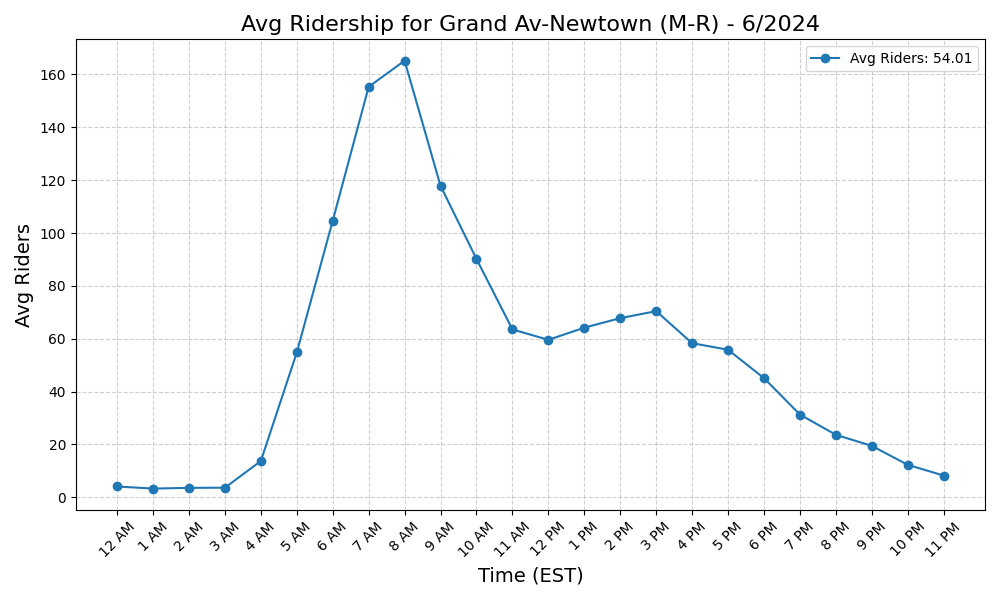 Avg Ridership for Grand Av-Newtown (M-R) - 6/2024
Avg Riders: 54.01
Avg Riders
160
140
120
100
80
60
40
20
0
12 AM
1 AM
2 AM
3 AM
4 AM
5 AM
6 AM
7 AM
8 AM
9 AM
10 AM
11 AM
12 PM
1 PM
2 PM
3 PM
4 PM
5 PM
6 PM
7 PM
8 PM
9 PM
10 PM
11 PM
Time (EST)